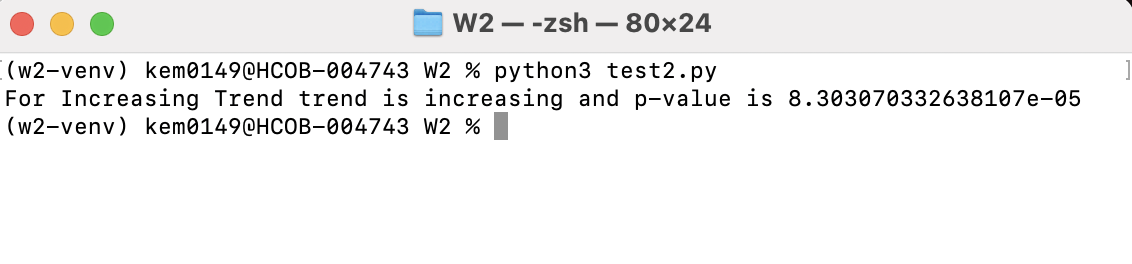 W2 — -zsh — 80×24
(w2-venv) kem0149@HCOB-004743 W2 % python3 test2.py
For Increasing Trend trend is increasing and p-value is 8.303070332638107e-05
(w2-venv) kem0149@HCOB-004743 W2 %